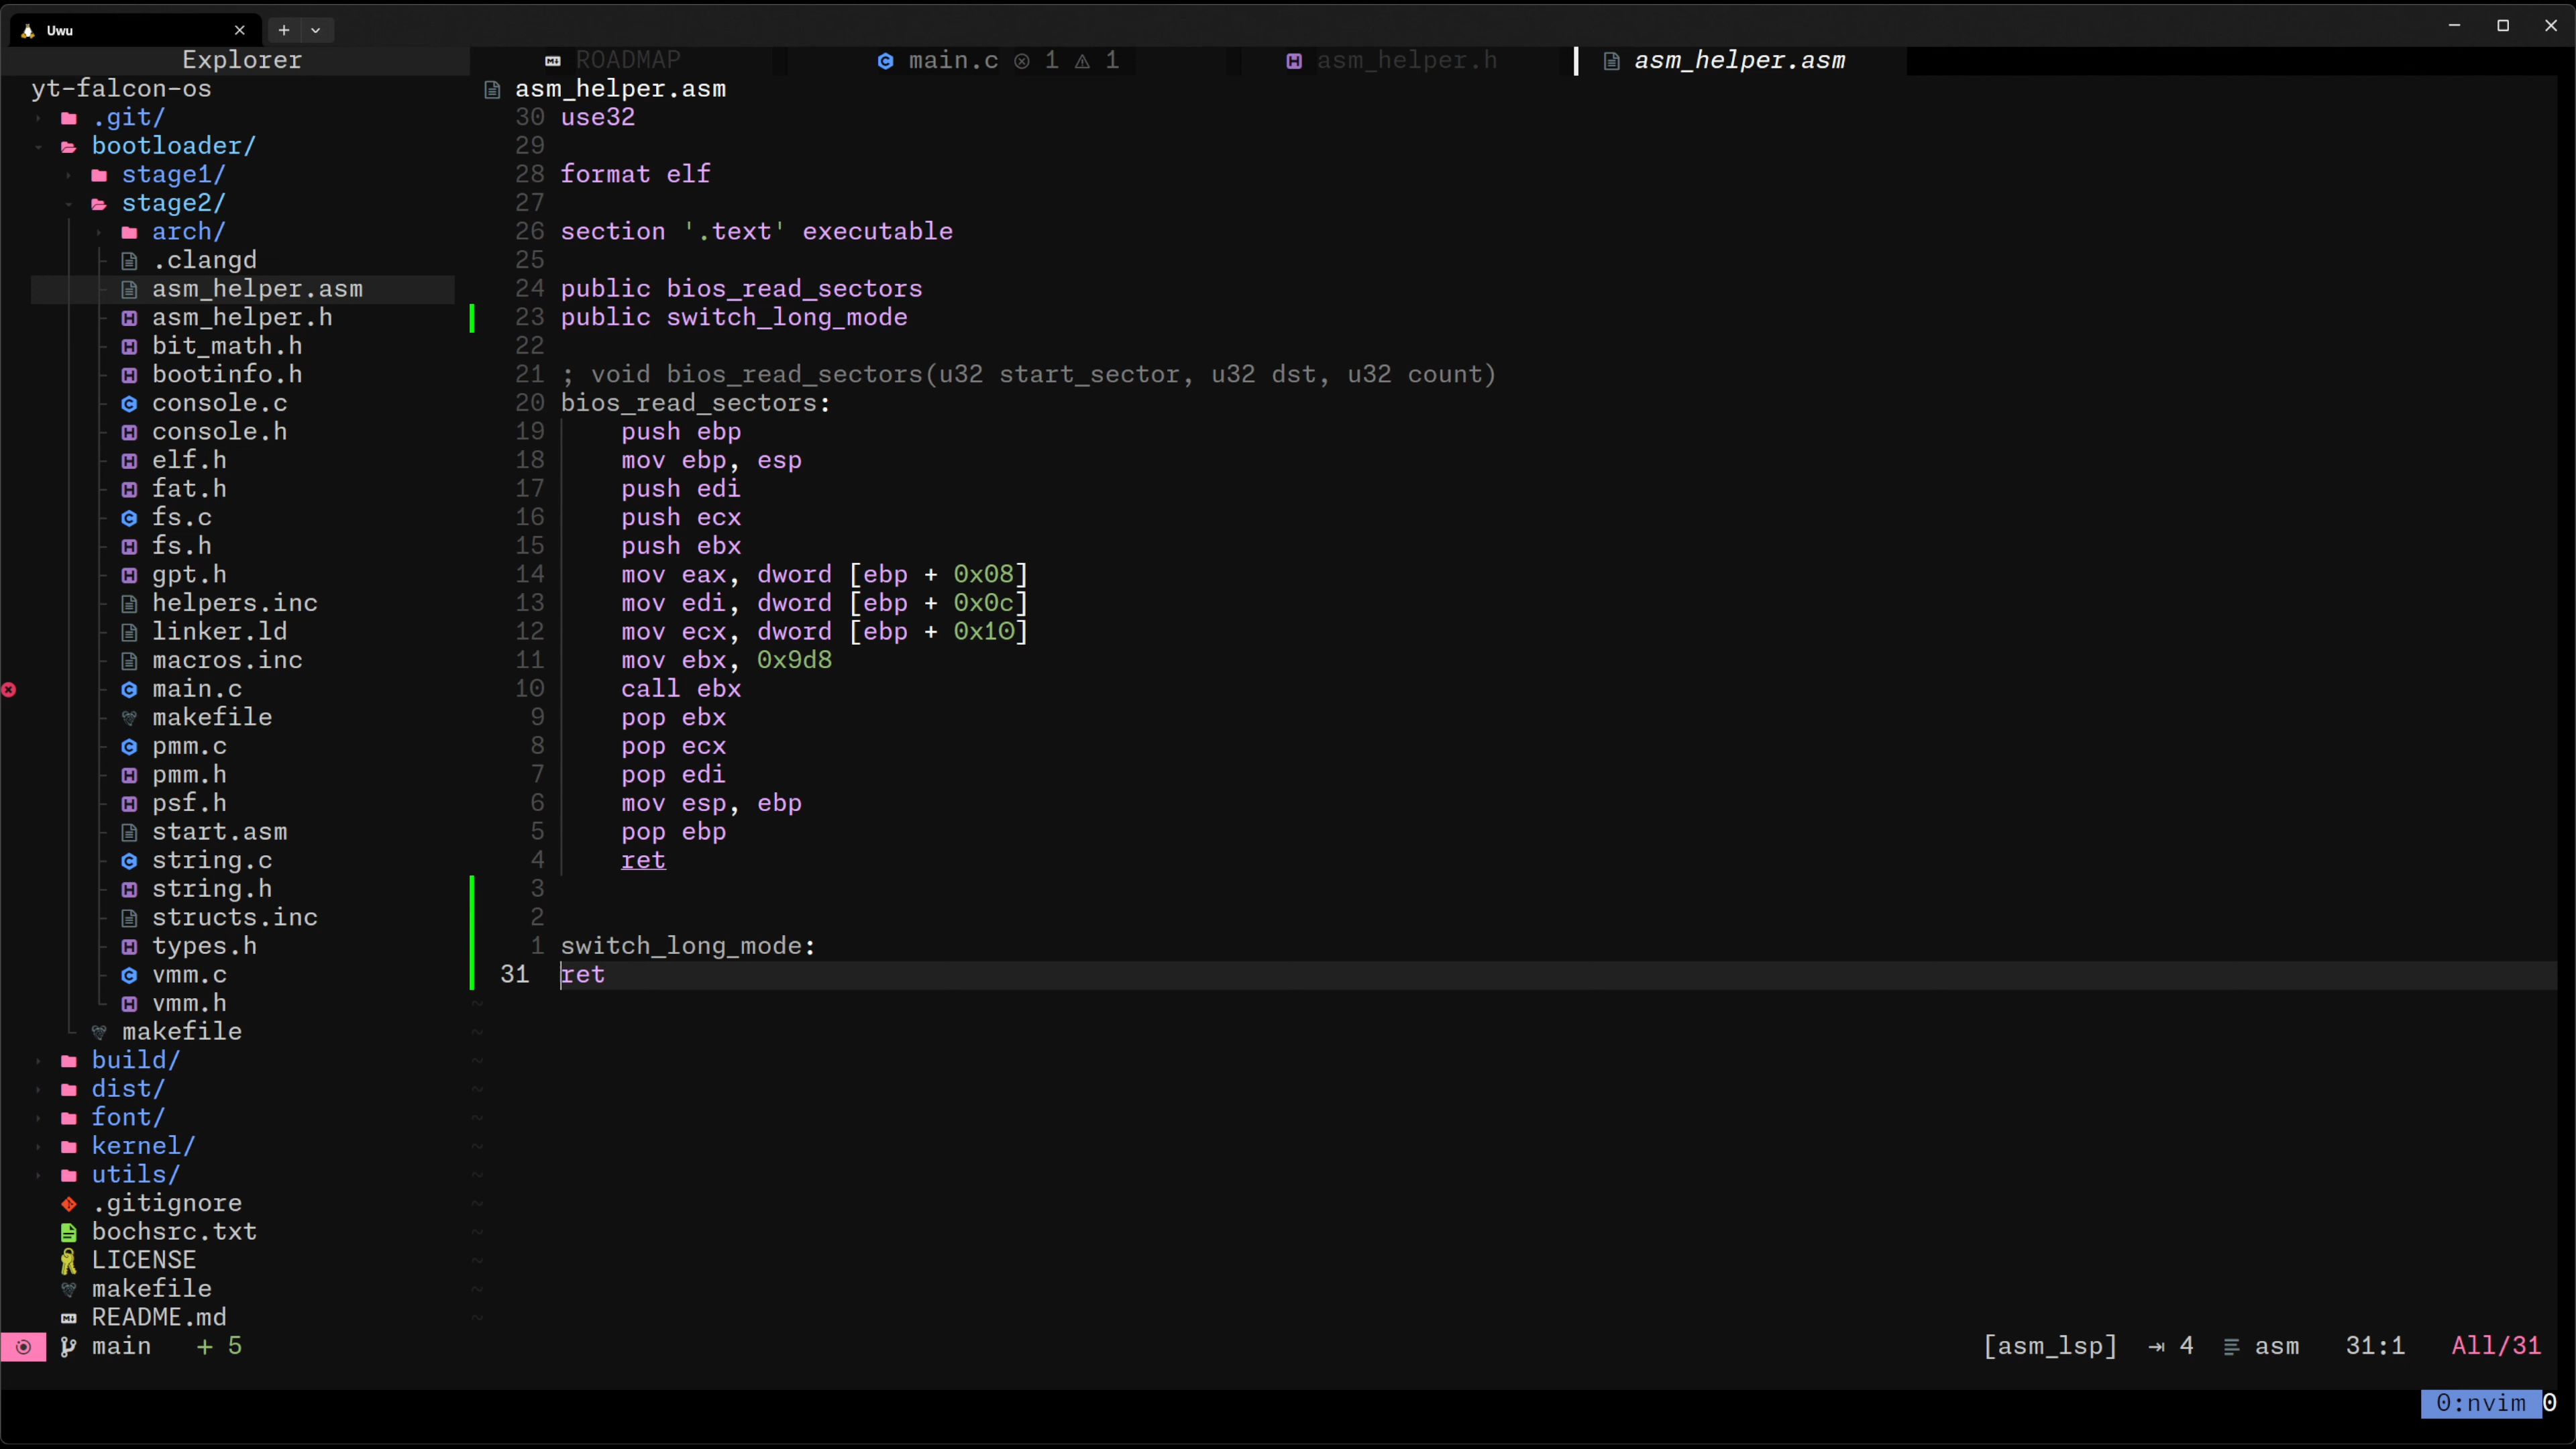 Uwu
Explorer
ROADMAP
main.c 1 1
asm_helper.h
asm_helper.asm
yt-falcon-os
.git/
bootloader/
stage1/
stage2/
arch/
.clangd
asm_helper.asm
asm_helper.h
bit_math.h
bootinfo.h
console.c
console.h
elf.h
fat.h
fs.c
fs.h
gpt.h
helpers.inc
linker.ld
macros.inc
main.c
makefile
pmm.c
pmm.h
psf.h
start.asm
string.c
string.h
structs.inc
types.h
vmm.c
vmm.h
makefile
build/
dist/
font/
kernel/
utils/
.gitignore
bochsrc.txt
LICENSE
makefile
README.md
asm_helper.asm
30 use32
29
28 format elf
27
26 section '.text' executable
25
24 public bios_read_sectors
23 public switch_long_mode
22
21 ; void bios_read_sectors(u32 start_sector, u32 dst, u32 count)
20 bios_read_sectors:
19 push ebp
18 mov ebp, esp
17 push edi
16 push ecx
15 push ebx
14 mov eax, dword [ebp + 0x08]
13 mov edi, dword [ebp + 0x0c]
12 mov ecx, dword [ebp + 0x10]
11 mov ebx, 0x9d8
10 call ebx
9 pop ebx
8 pop ecx
7 pop edi
6 mov esp, ebp
5 pop ebp
4 ret
3
2
1 switch_long_mode:
31 ret
~
~
~
~
~
~
~
~
~
~
~
~
main + 5
[asm_lsp] ⇥ 4 asm 31:1 All/31
0:nvim 0